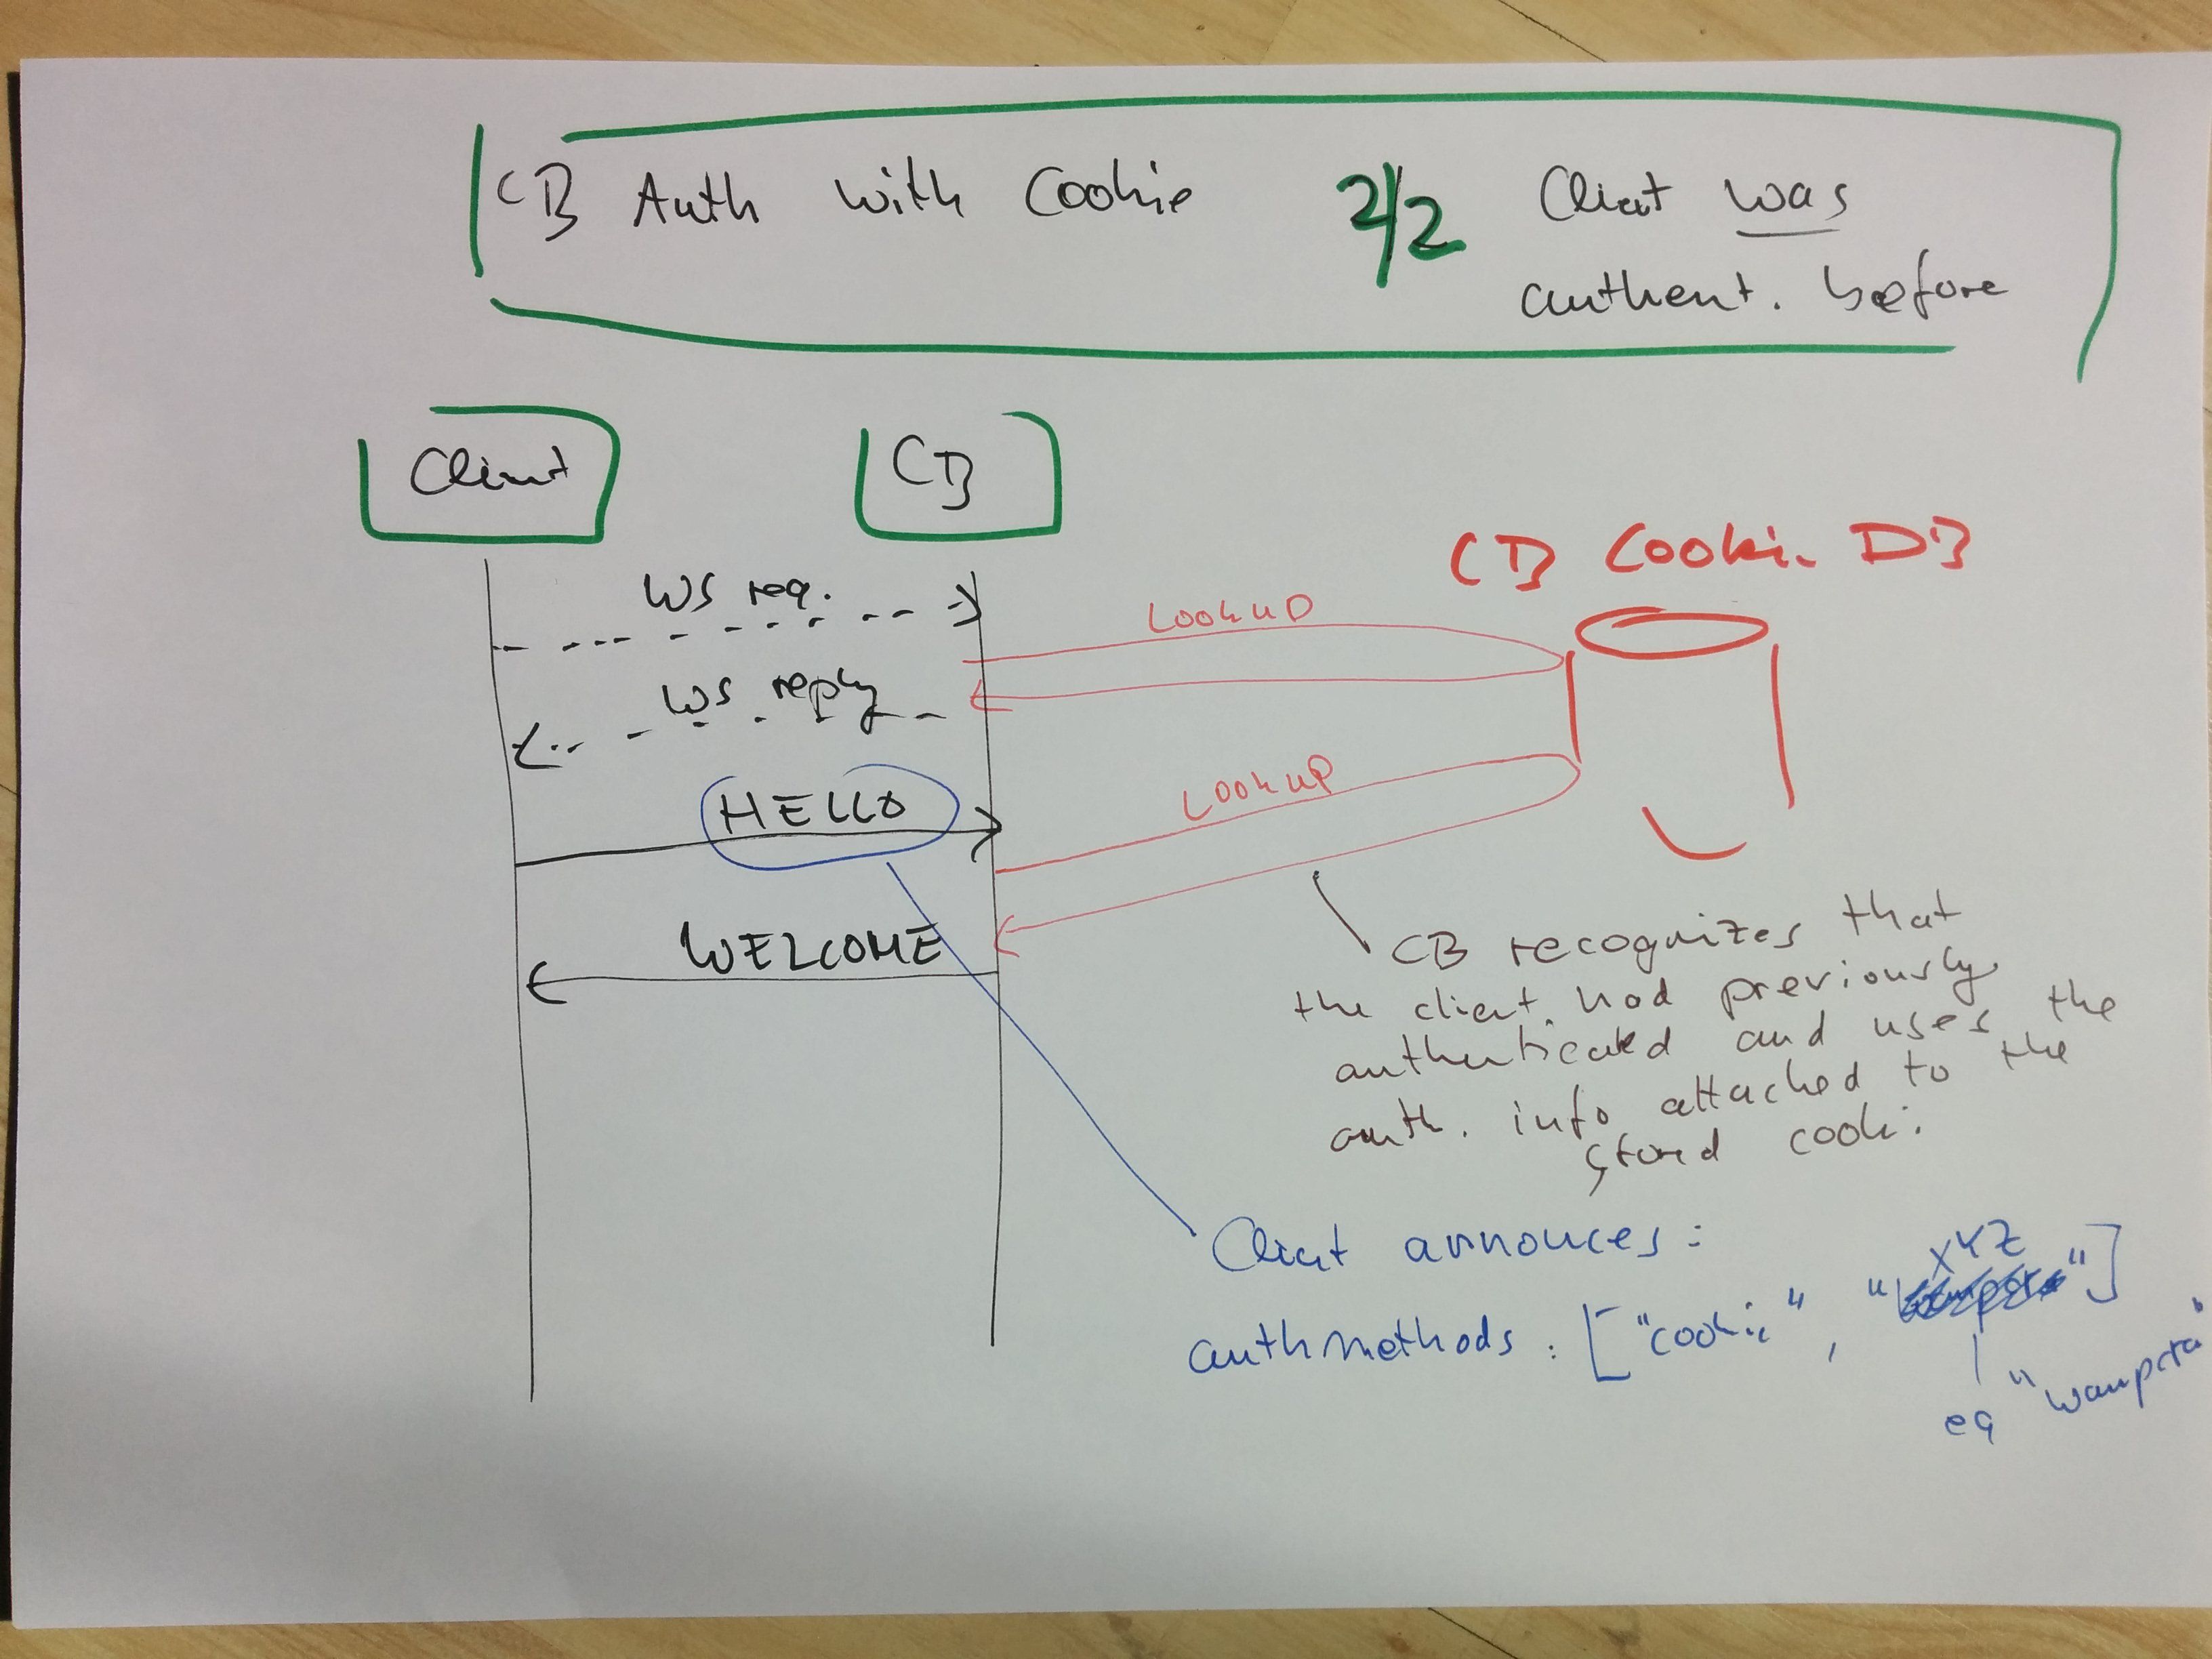 CB Auth with Cookie 2/2 Client was
authent. before
Client
CB
CB Cookie DB
WS req.
Lookup
WS reply
Lookup
HELLO
WELCOME
CB recognizes that
the client had previously
authenticated and uses the
auth. info attached to the
stored cookie
Client annouces:
XYZ
authmethods: ["cookie", " "]
eg "wampcra"